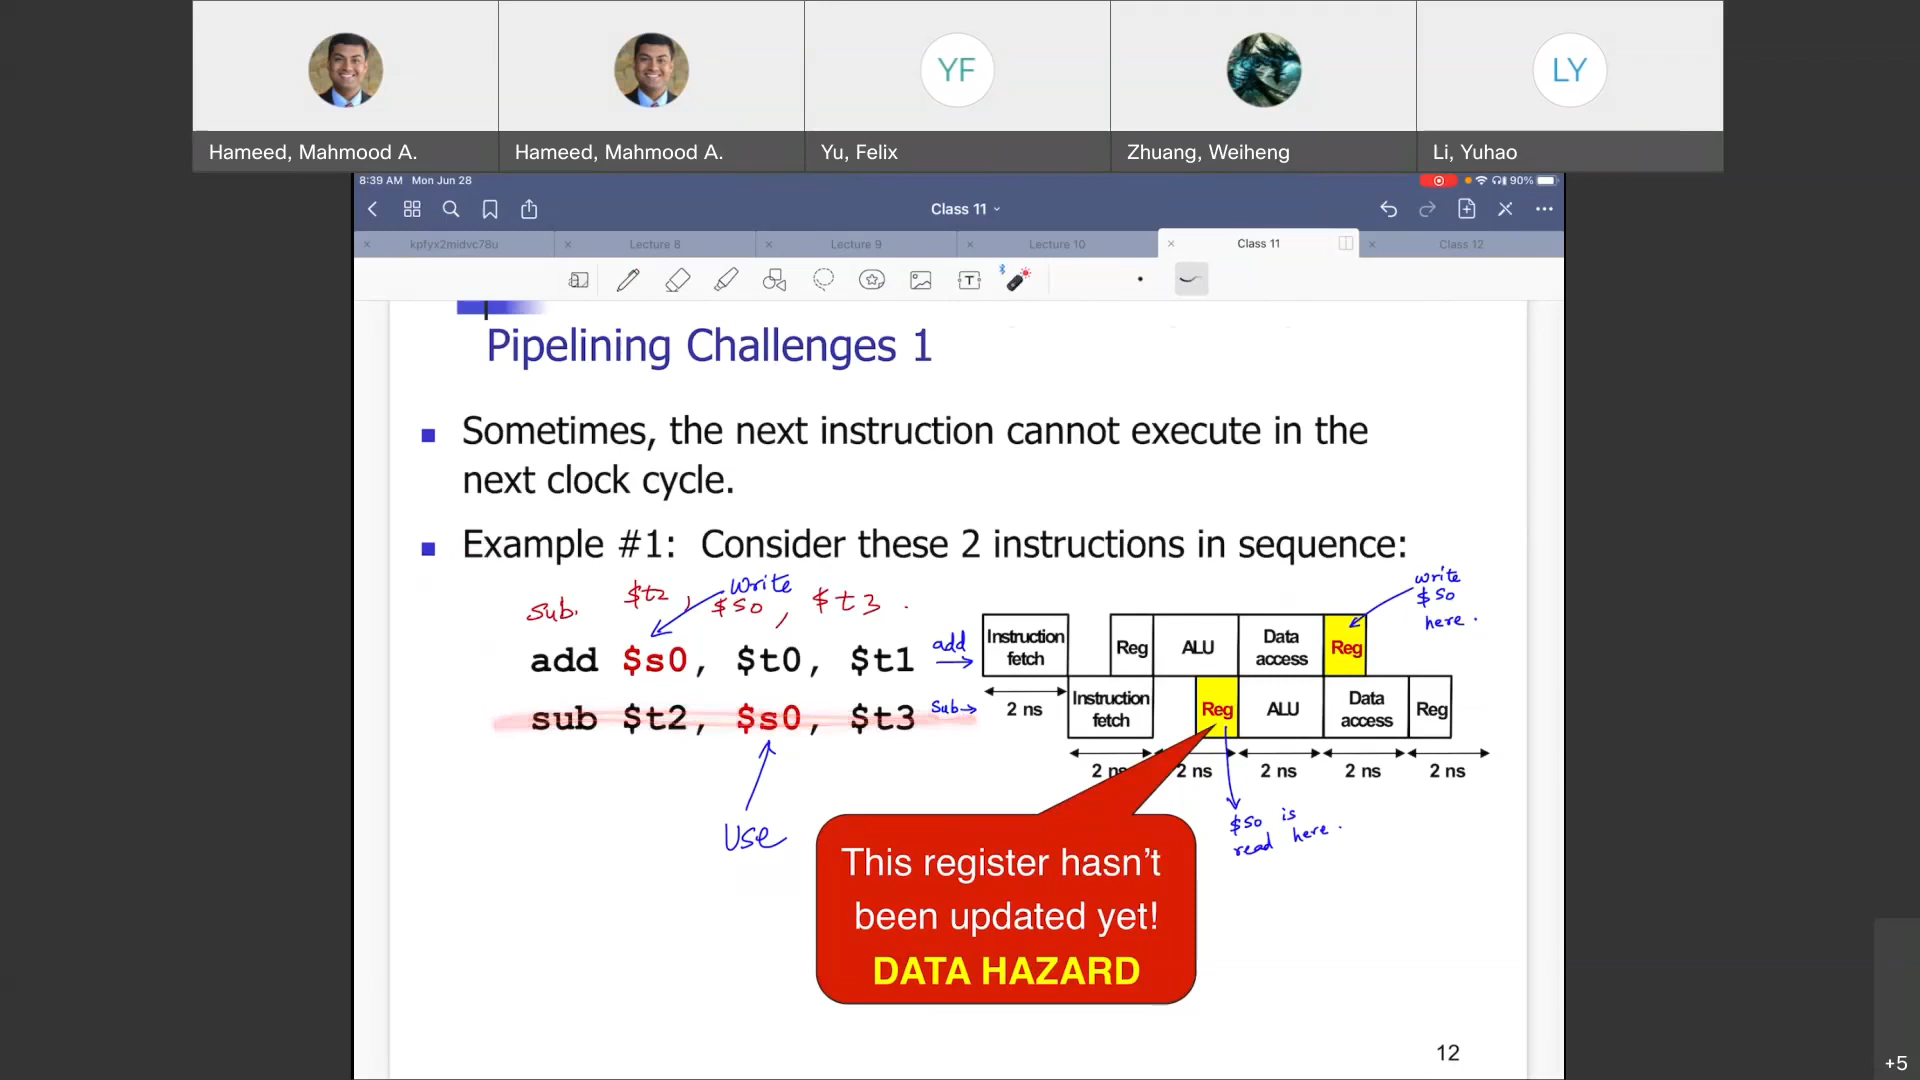 YF
LY
Hameed, Mahmood A.
Hameed, Mahmood A.
Yu, Felix
Zhuang, Weiheng
Li, Yuhao
8:39 AM Mon Jun 28
90%
Class 11
kpfyx2midvc78u
Lecture 8
Lecture 9
Lecture 10
Class 11
Class 12
Pipelining Challenges 1
Sometimes, the next instruction cannot execute in the
next clock cycle.
Example #1: Consider these 2 instructions in sequence:
write
sub. $t2, $s0, $t3.
add $s0, $t0, $t1
sub $t2, $s0, $t3
Use
add
Instruction
fetch
Reg
ALU
Data
access
Reg
write
$s0
here.
Sub
2 ns
Instruction
fetch
Reg
ALU
Data
access
Reg
2 ns
2 ns
2 ns
2 ns
2 ns
$s0 is
read here.
This register hasn’t
been updated yet!
DATA HAZARD
12
+5